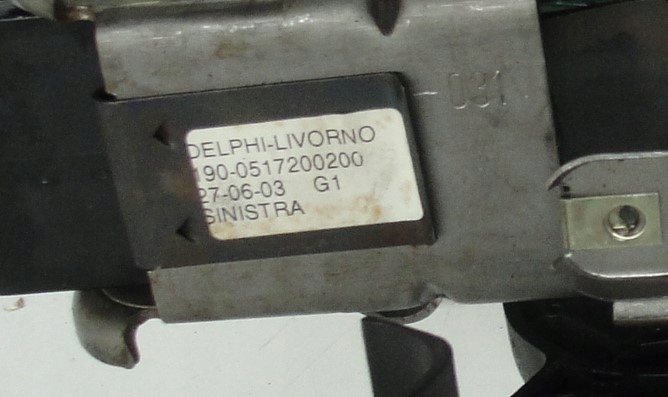 DELPHI-LIVORNO
190-0517200200
27-06-03 G1
SINISTRA
031